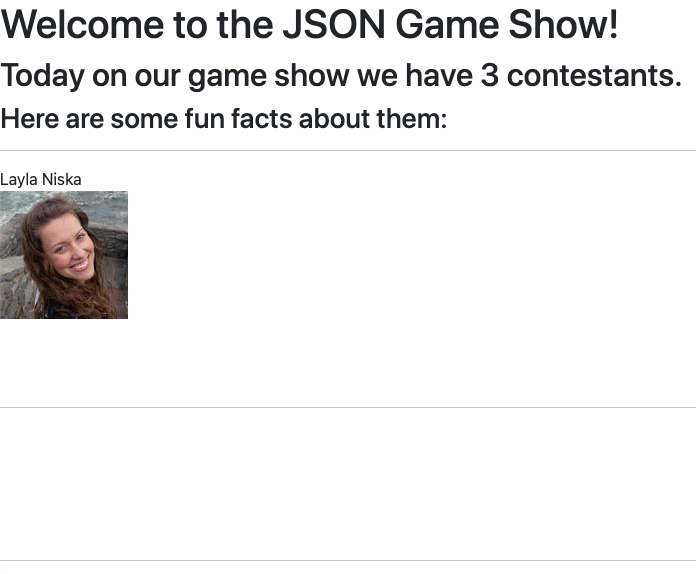 Welcome to the JSON Game Show!
Today on our game show we have 3 contestants.
Here are some fun facts about them:
Layla Niska